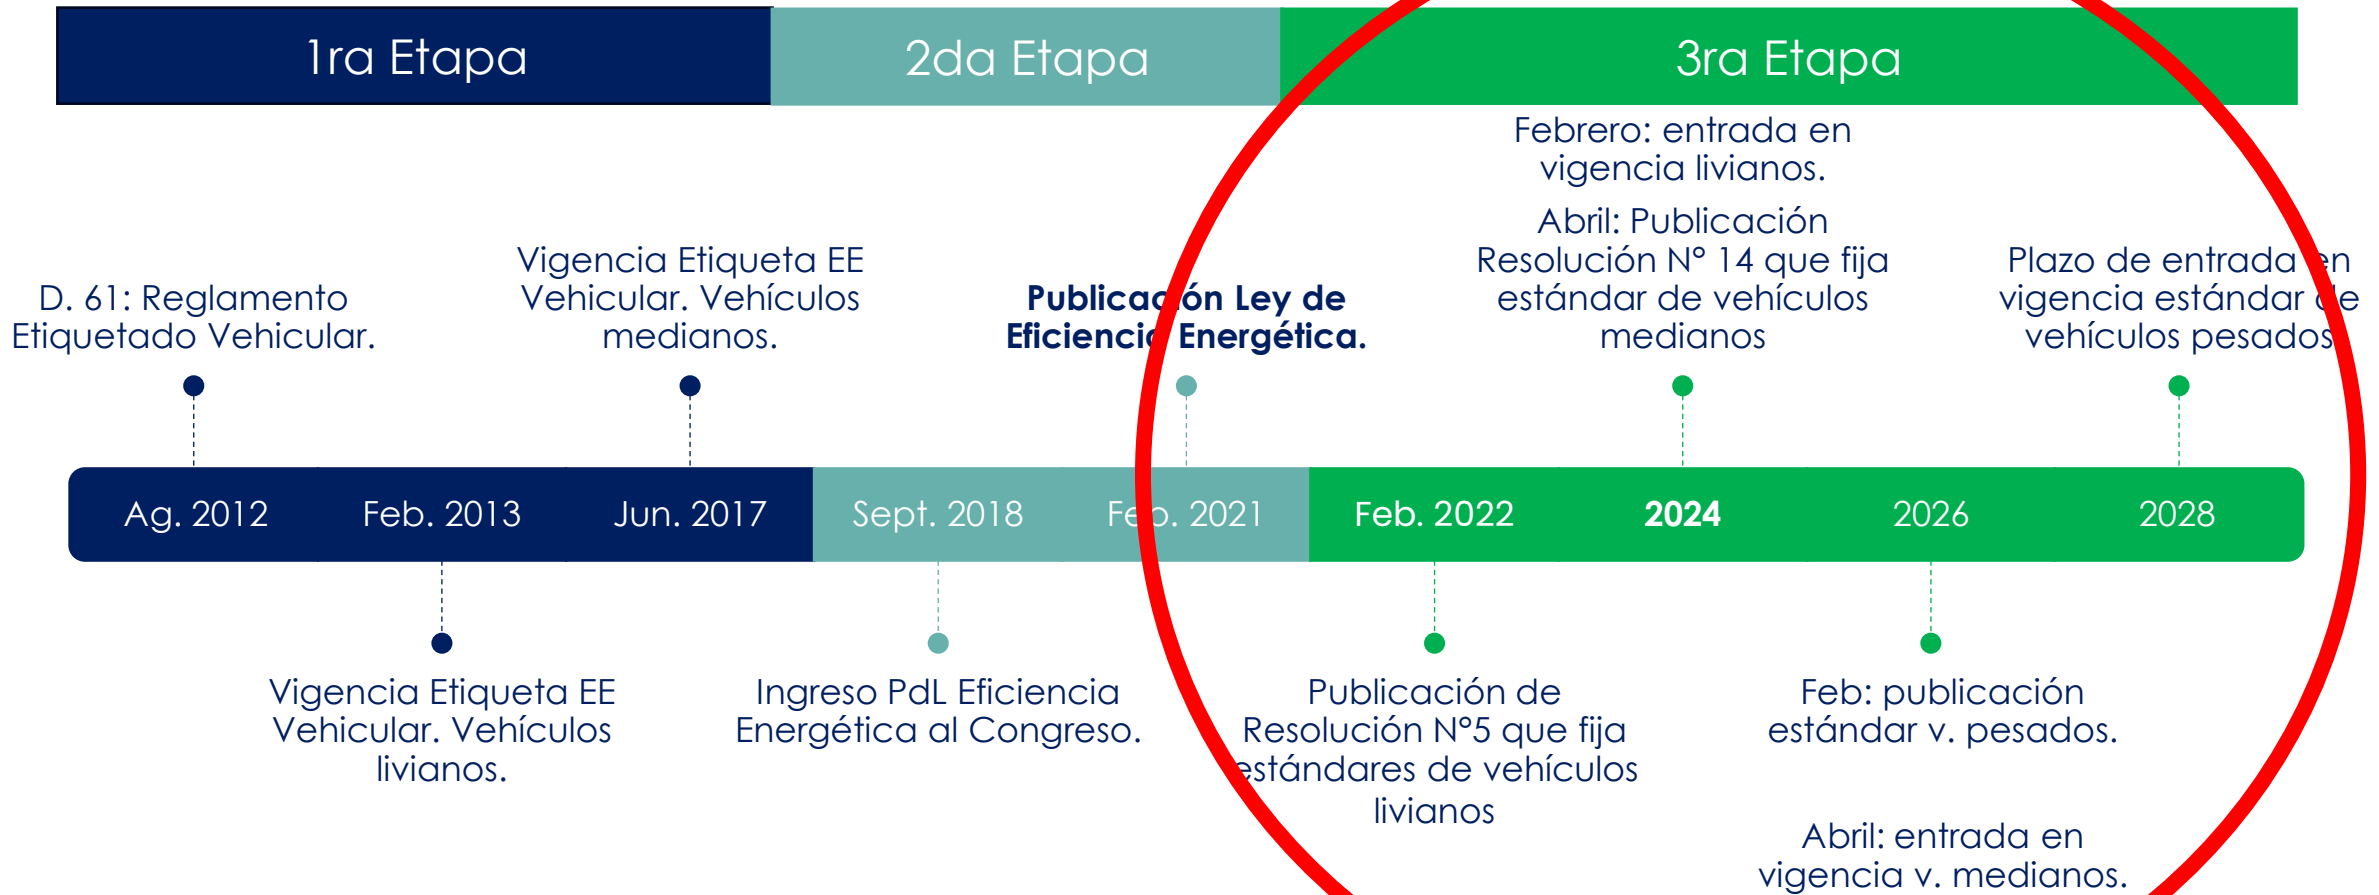 1ra Etapa
2da Etapa
3ra Etapa
D. 61: Reglamento
Etiquetado Vehicular.
Vigencia Etiqueta EE
Vehicular. Vehículos
medianos.
Publicación Ley de
Eficiencia Energética.
Febrero: entrada en
vigencia livianos.
Abril: Publicación
Resolución N° 14 que fija
estándar de vehículos
medianos
Plazo de entrada en
vigencia estándar de
vehículos pesados
Ag. 2012
Feb. 2013
Jun. 2017
Sept. 2018
Feb. 2021
Feb. 2022
2024
2026
2028
Vigencia Etiqueta EE
Vehicular. Vehículos
livianos.
Ingreso PdL Eficiencia
Energética al Congreso.
Publicación de
Resolución N°5 que fija
estándares de vehículos
livianos
Feb: publicación
estándar v. pesados.
Abril: entrada en
vigencia v. medianos.